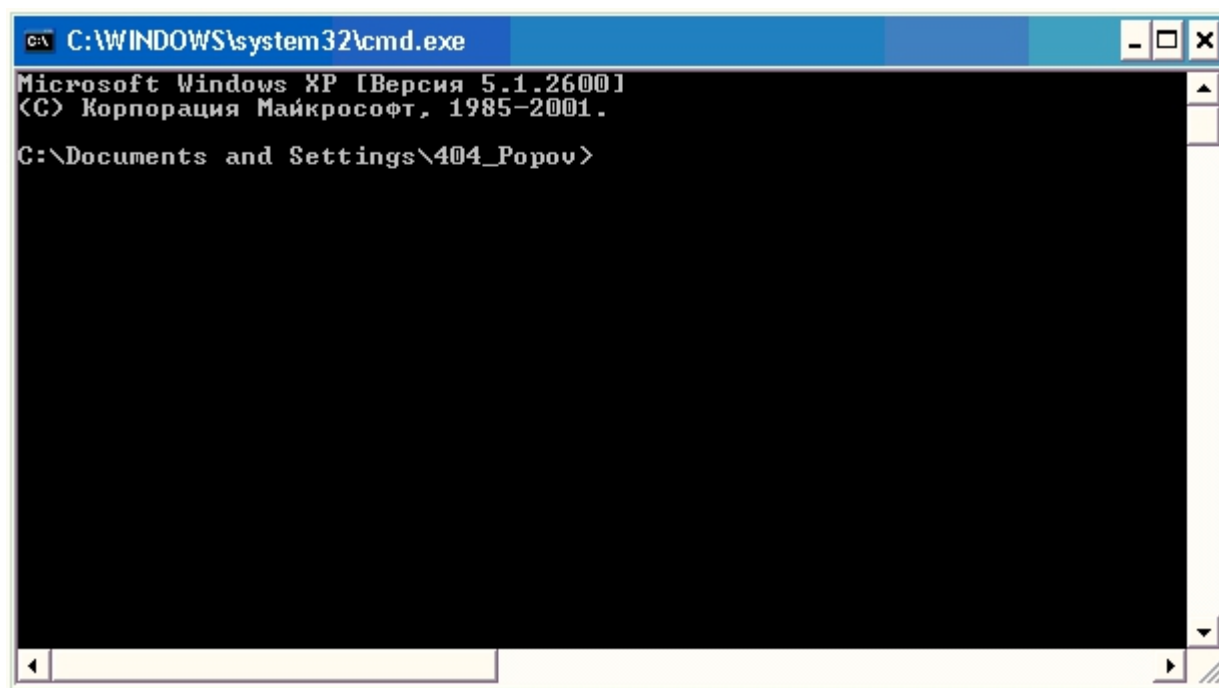 C:\WINDOWS\system32\cmd.exe
Microsoft Windows XP [Версия 5.1.2600]
(C) Корпорация Майкрософт, 1985-2001.
C:\Documents and Settings\404_Popov>